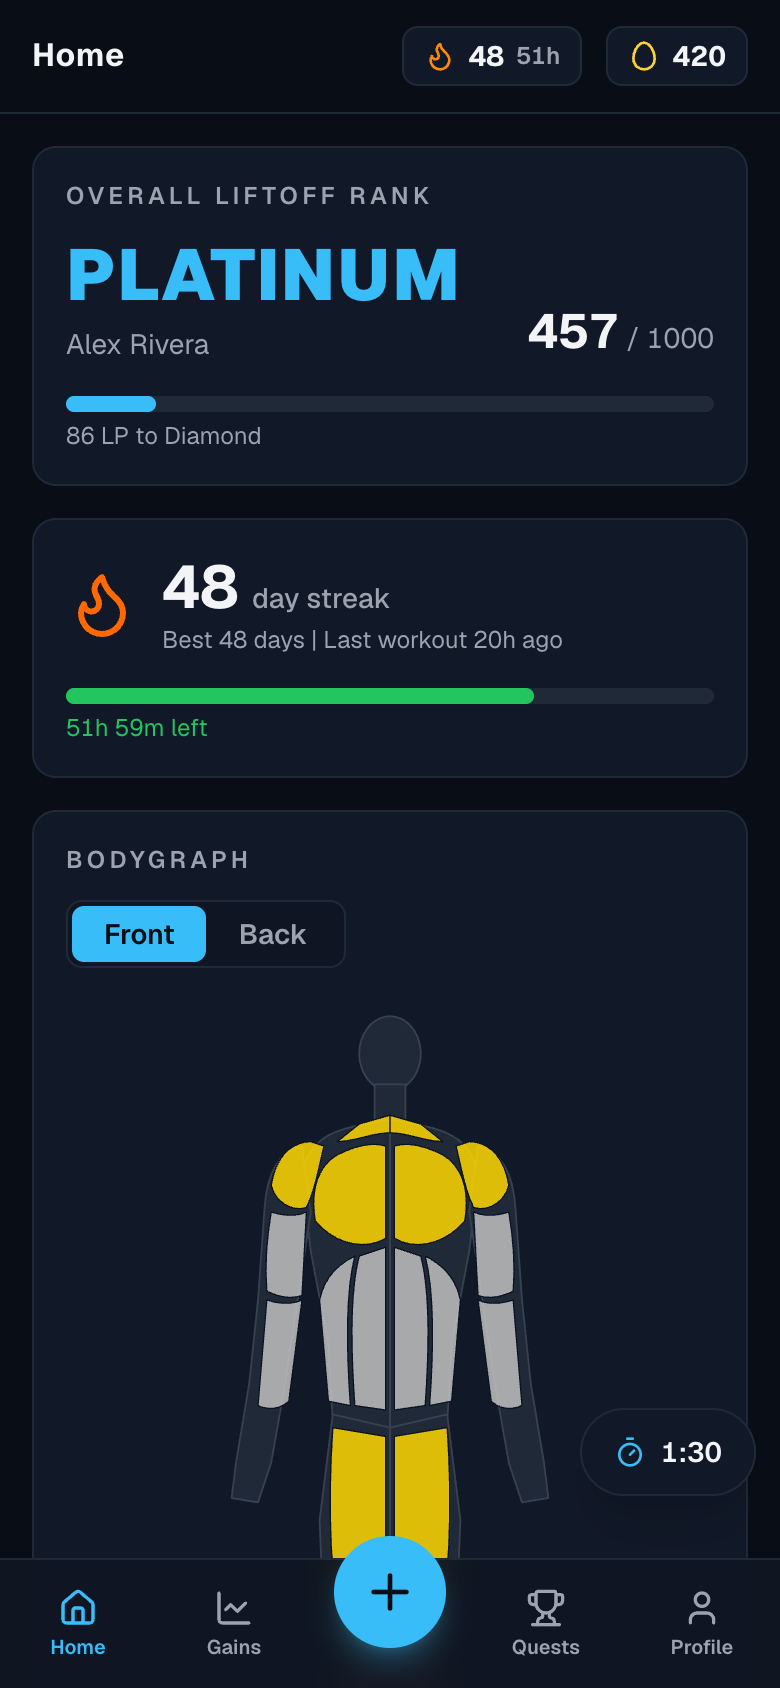 Home
48 51h
420
OVERALL LIFTOFF RANK
PLATINUM
Alex Rivera
457 / 1000
86 LP to Diamond
48 day streak
Best 48 days | Last workout 20h ago
51h 59m left
BODYGRAPH
Front Back
1:30
Home Gains Quests Profile